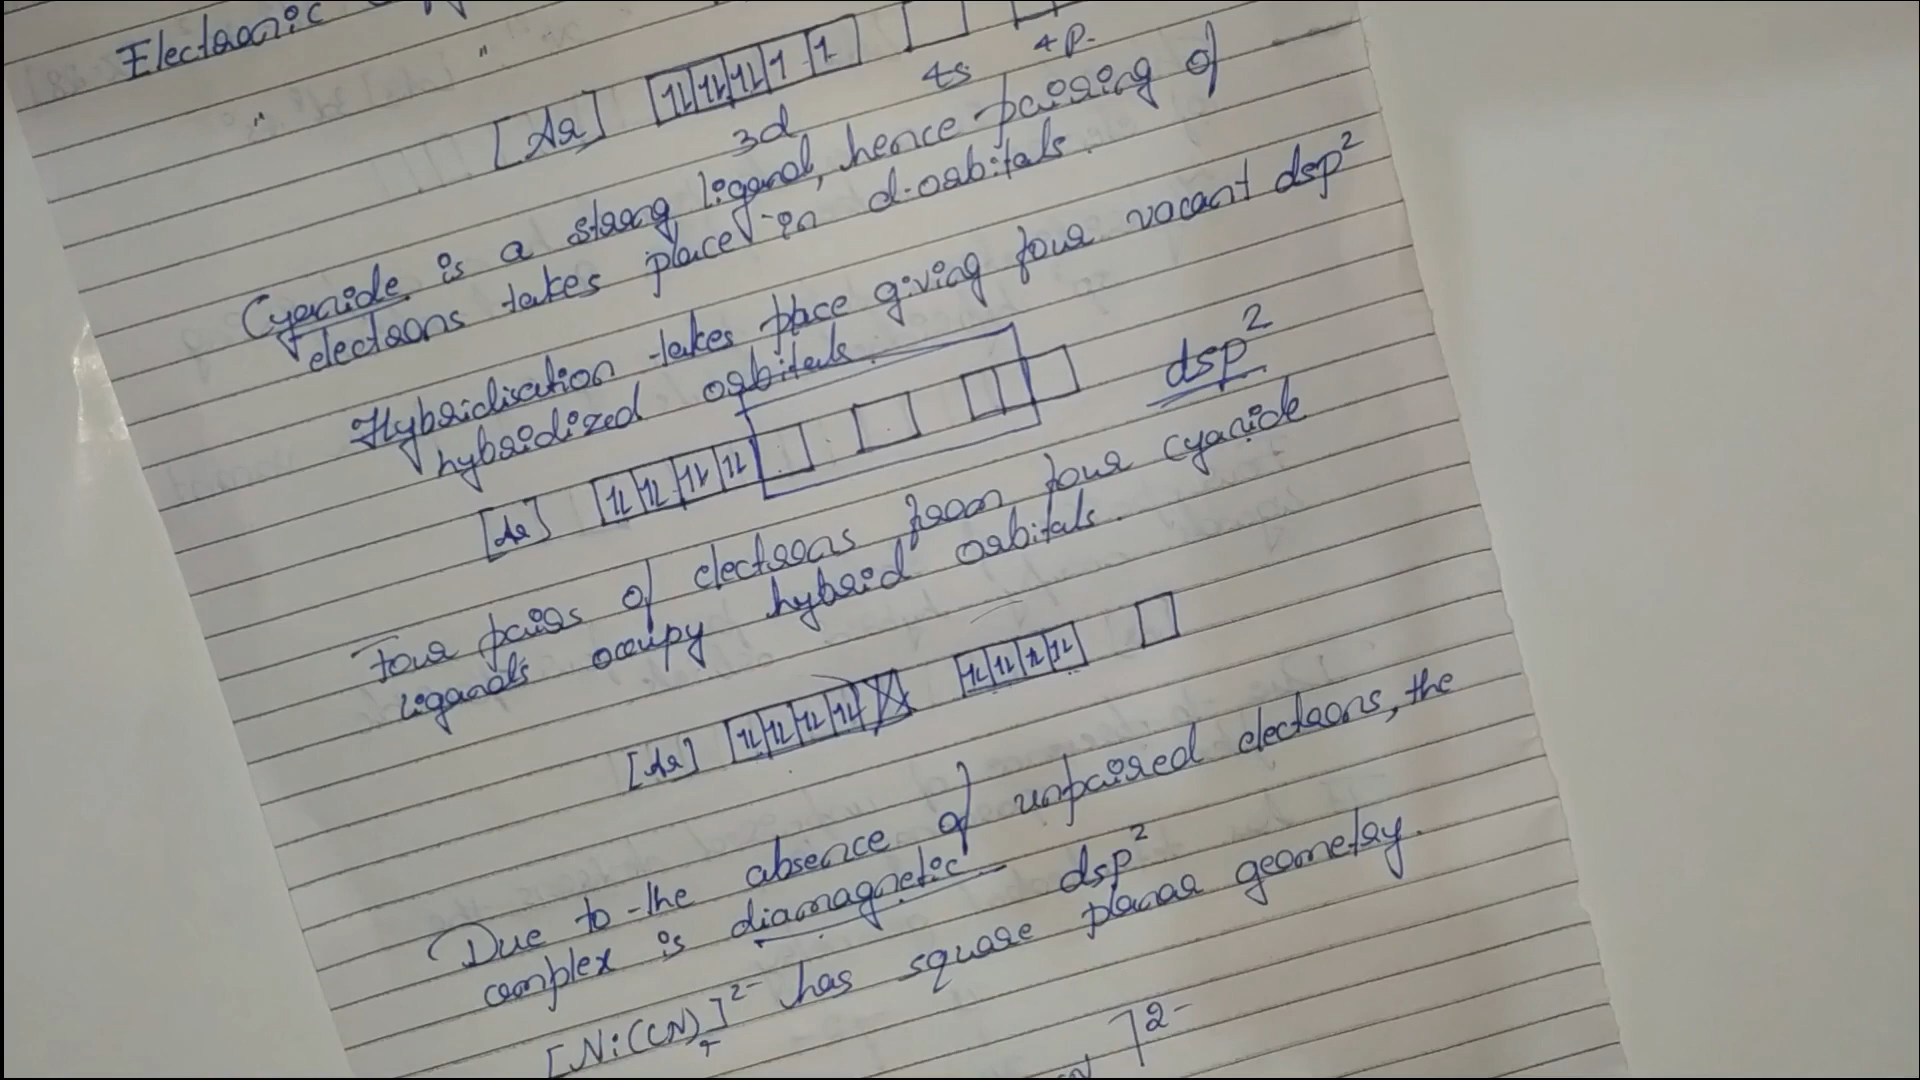 Electronic
" "
[Ar] 1L 1L 1L 1 1
3d 4s 4p.
Cyanide is a strong ligand, hence pairing of
electrons takes place in d-orbitals.
Hybridisation takes place giving four vacant dsp²
hybridized orbitals.
[Ar] 1L 1L 1L 1L dsp²
Four pairs of electrons from four cyanide
ligands occupy hybrid orbitals.
[Ar] 1L 1L 1L 1L 1L 1L 1L 1L
Due to the absence of unpaired electrons, the
complex is diamagnetic dsp²
[Ni(CN)₄]²⁻ has square planar geometry.
]²⁻